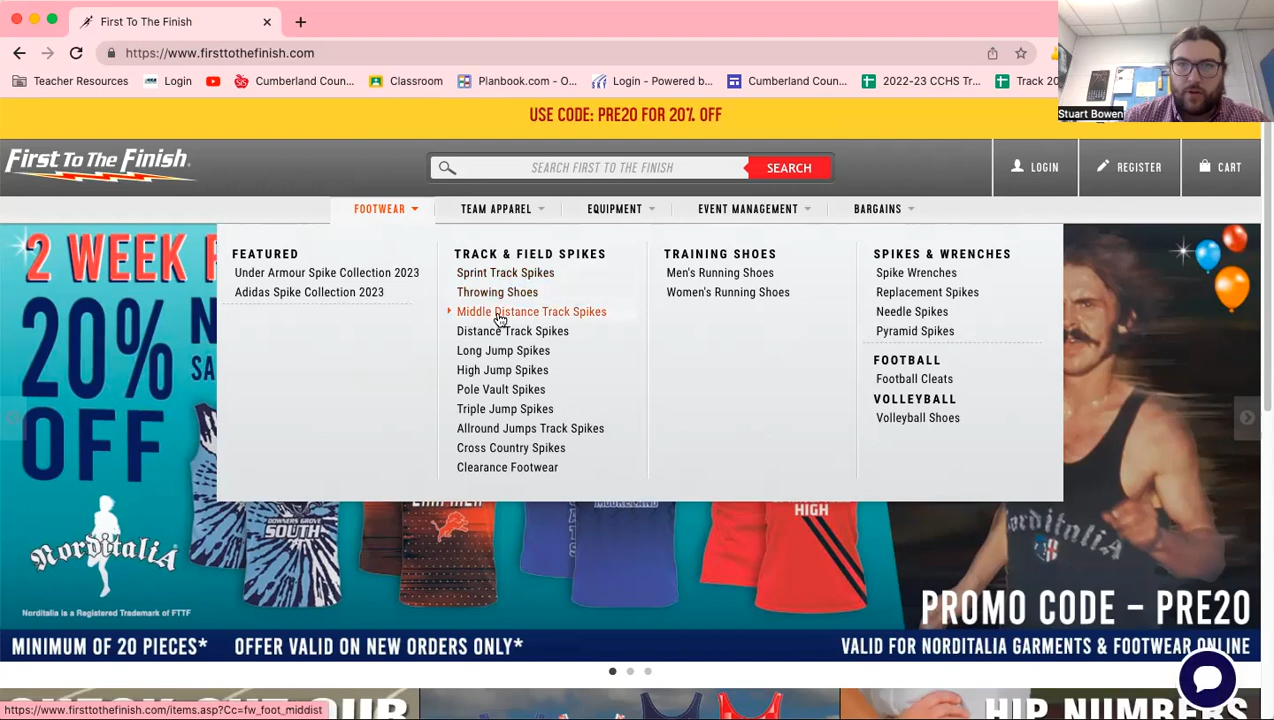 First To The Finish
https://www.firsttothefinish.com
Teacher Resources
Login
Cumberland Coun...
Classroom
Planbook.com - O...
Login - Powered b...
Cumberland Coun...
2022-23 CCHS Tr...
Track 20
Stuart Bowen
USE CODE: PRE20 FOR 20% OFF
First To The Finish
SEARCH FIRST TO THE FINISH
SEARCH
LOGIN
REGISTER
CART
FOOTWEAR
TEAM APPAREL
EQUIPMENT
EVENT MANAGEMENT
BARGAINS
FEATURED
Under Armour Spike Collection 2023
Adidas Spike Collection 2023
TRACK & FIELD SPIKES
Sprint Track Spikes
Throwing Shoes
Middle Distance Track Spikes
Distance Track Spikes
Long Jump Spikes
High Jump Spikes
Pole Vault Spikes
Triple Jump Spikes
Allround Jumps Track Spikes
Cross Country Spikes
Clearance Footwear
TRAINING SHOES
Men's Running Shoes
Women's Running Shoes
SPIKES & WRENCHES
Spike Wrenches
Replacement Spikes
Needle Spikes
Pyramid Spikes
FOOTBALL
Football Cleats
VOLLEYBALL
Volleyball Shoes
2 WEEK
20%
OFF
DOWNERS GROVE
SOUTH
HIGH
Norditalia
Norditalia is a Registered Trademark of FTTF
Norditalia
PROMO CODE – PRE20
MINIMUM OF 20 PIECES*
OFFER VALID ON NEW ORDERS ONLY*
VALID FOR NORDITALIA GARMENTS & FOOTWEAR ONLINE
HIP NUMBERS
https://www.firsttothefinish.com/items.asp?Cc=fw_foot_middist